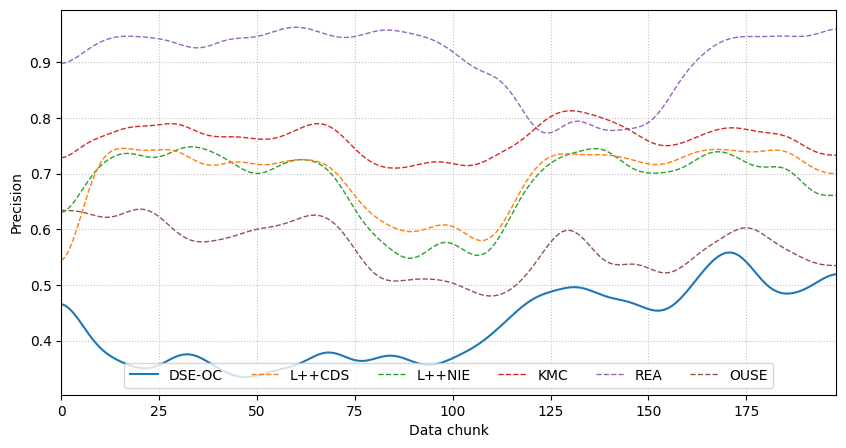 Precision
0.9
0.8
0.7
0.6
0.5
0.4
DSE-OC L++CDS L++NIE KMC REA OUSE
0 25 50 75 100 125 150 175
Data chunk